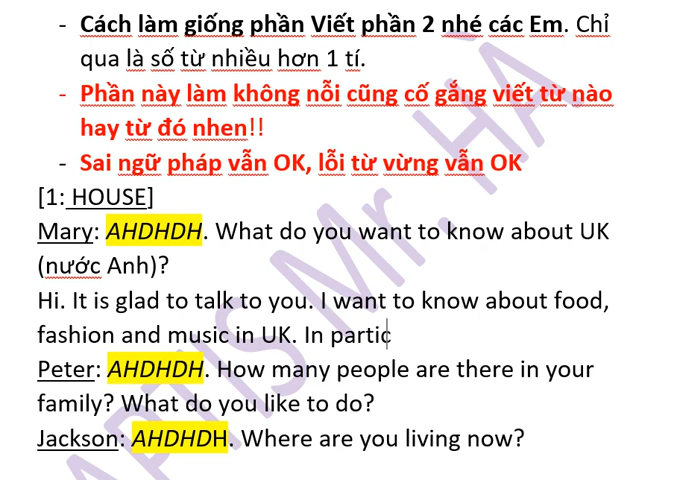 - Cách làm giống phần Viết phần 2 nhé các Em. Chỉ
qua là số từ nhiều hơn 1 tí.
- Phần này làm không nỗi cũng cố gắng viết từ nào
hay từ đó nhen!!
- Sai ngữ pháp vẫn OK, lỗi từ vừng vẫn OK
[1: HOUSE]
Mary: AHDHDH. What do you want to know about UK
(nước Anh)?
Hi. It is glad to talk to you. I want to know about food,
fashion and music in UK. In partic
Peter: AHDHDH. How many people are there in your
family? What do you like to do?
Jackson: AHDHDH. Where are you living now?
APTIS Mr. HÀ